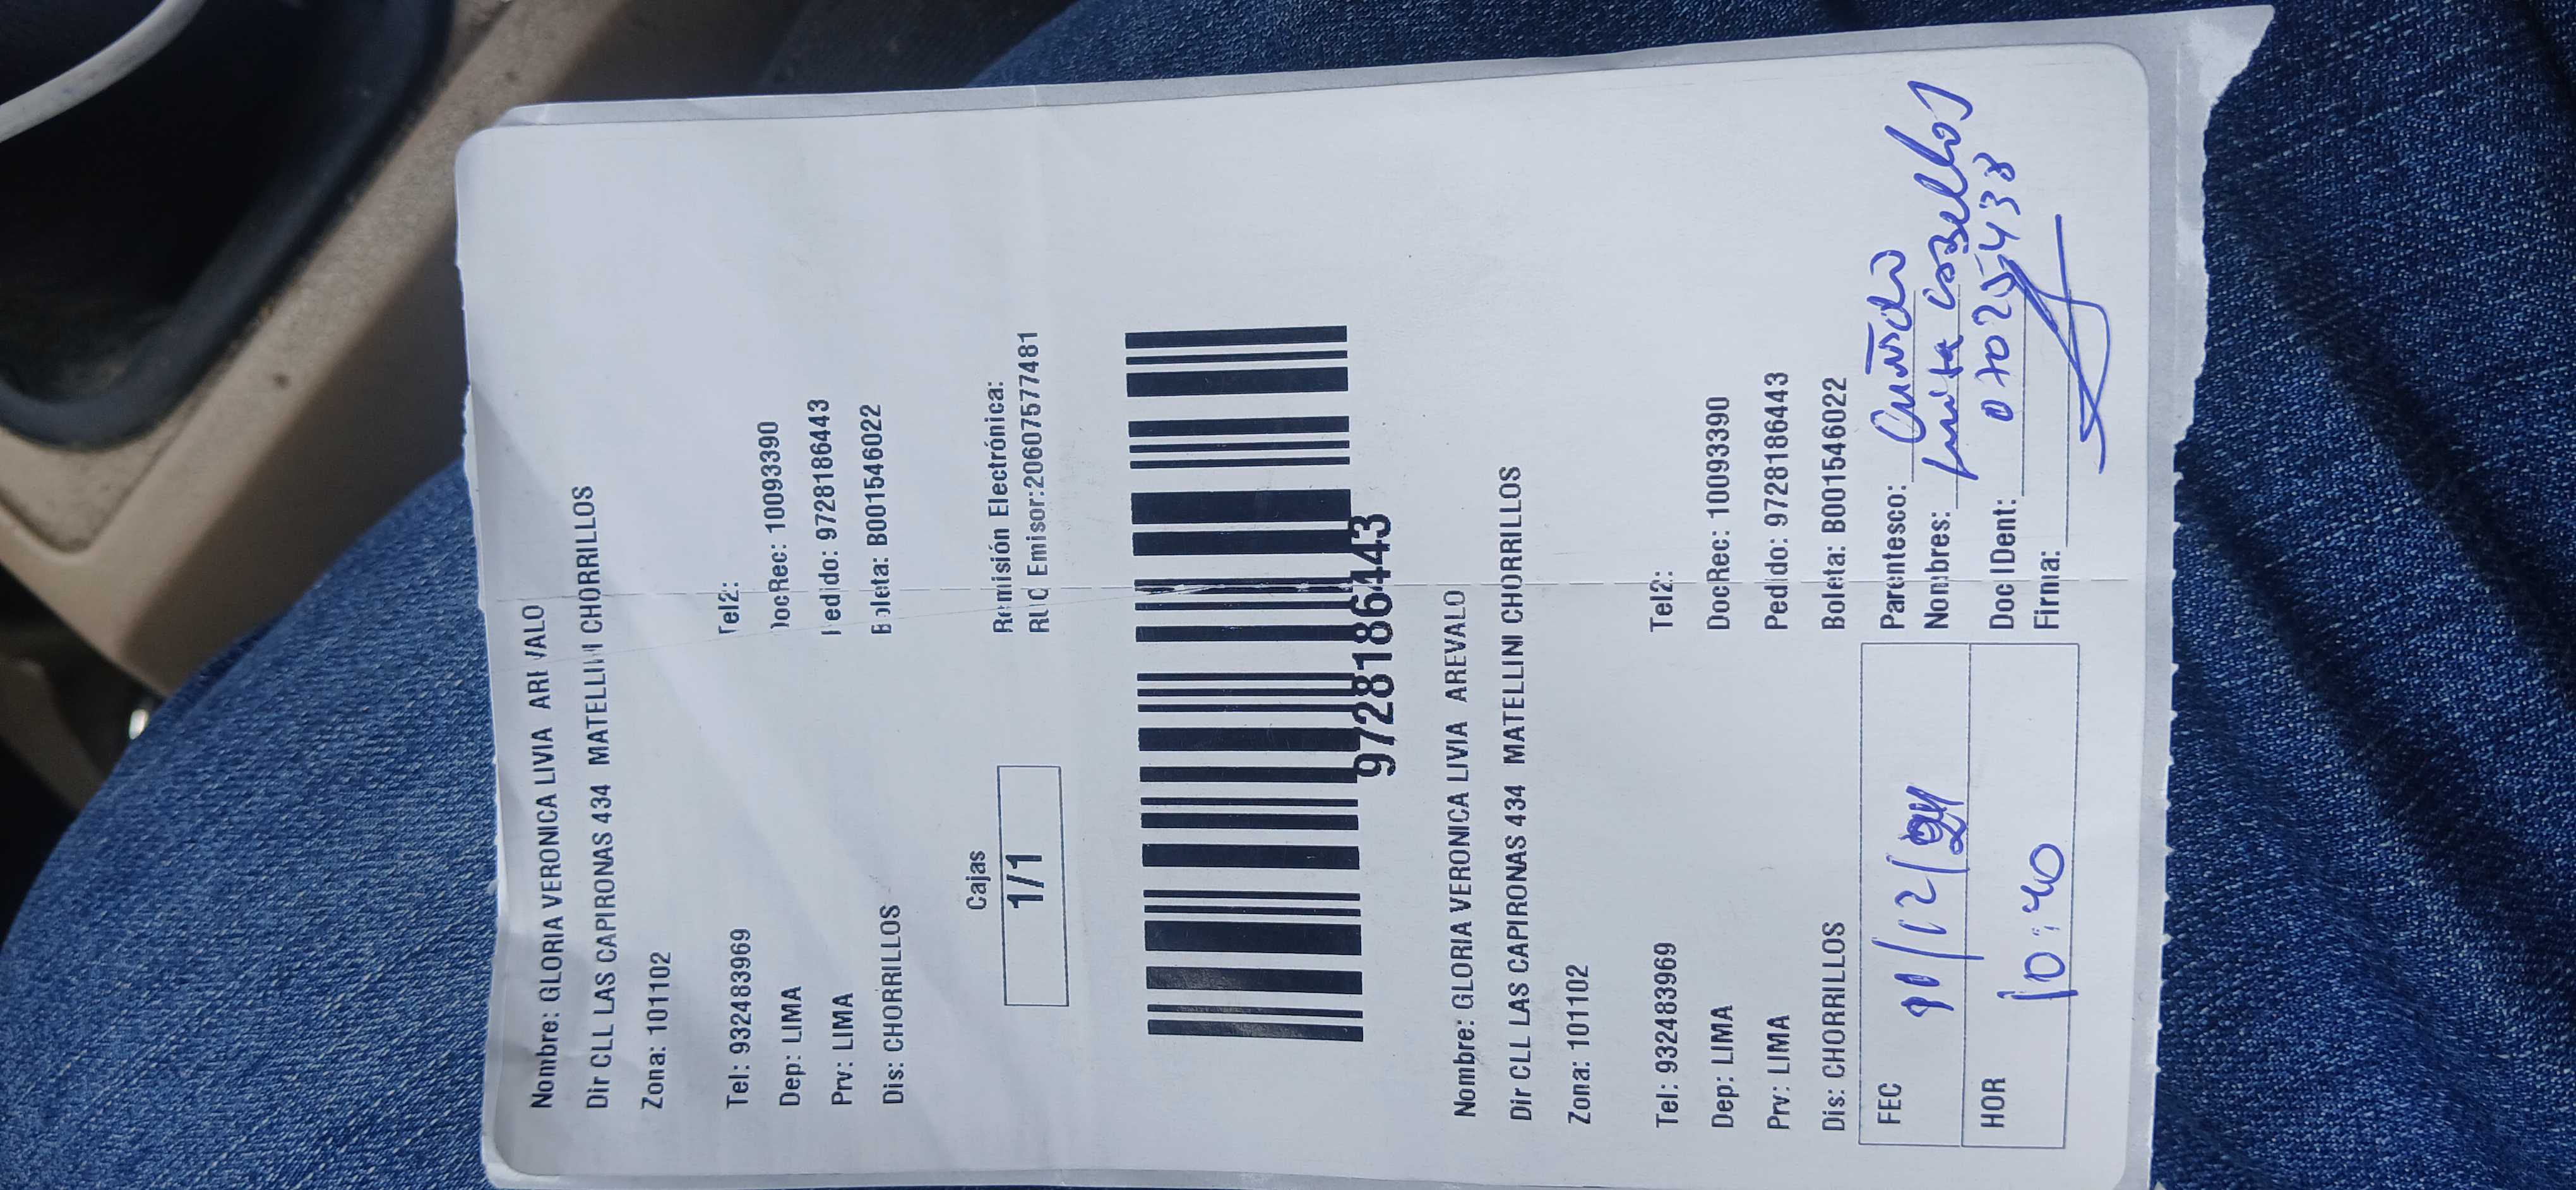 Nombre: GLORIA VERONICA LIVIA AREVALO
Dir CLL LAS CAPIRONAS 434 MATELLINI CHORRILLOS
Zona: 101102
Tel: 932483969 Tel2:
Dep: LIMA DocRec: 10093390
Prv: LIMA Pedido: 9728186443
Dis: CHORRILLOS Boleta: B001546022
Cajas
1/1
Remisión Electrónica:
RUC Emisor:20607577481
9728186443
Nombre: GLORIA VERONICA LIVIA AREVALO
Dir CLL LAS CAPIRONAS 434 MATELLINI CHORRILLOS
Zona: 101102
Tel: 932483969 Tel2:
Dep: LIMA DocRec: 10093390
Prv: LIMA Pedido: 9728186443
Dis: CHORRILLOS Boleta: B001546022
FEC Parentesco: Cuñado
Nombres:
HOR 10:40 Doc IDent: 07025438
Firma: